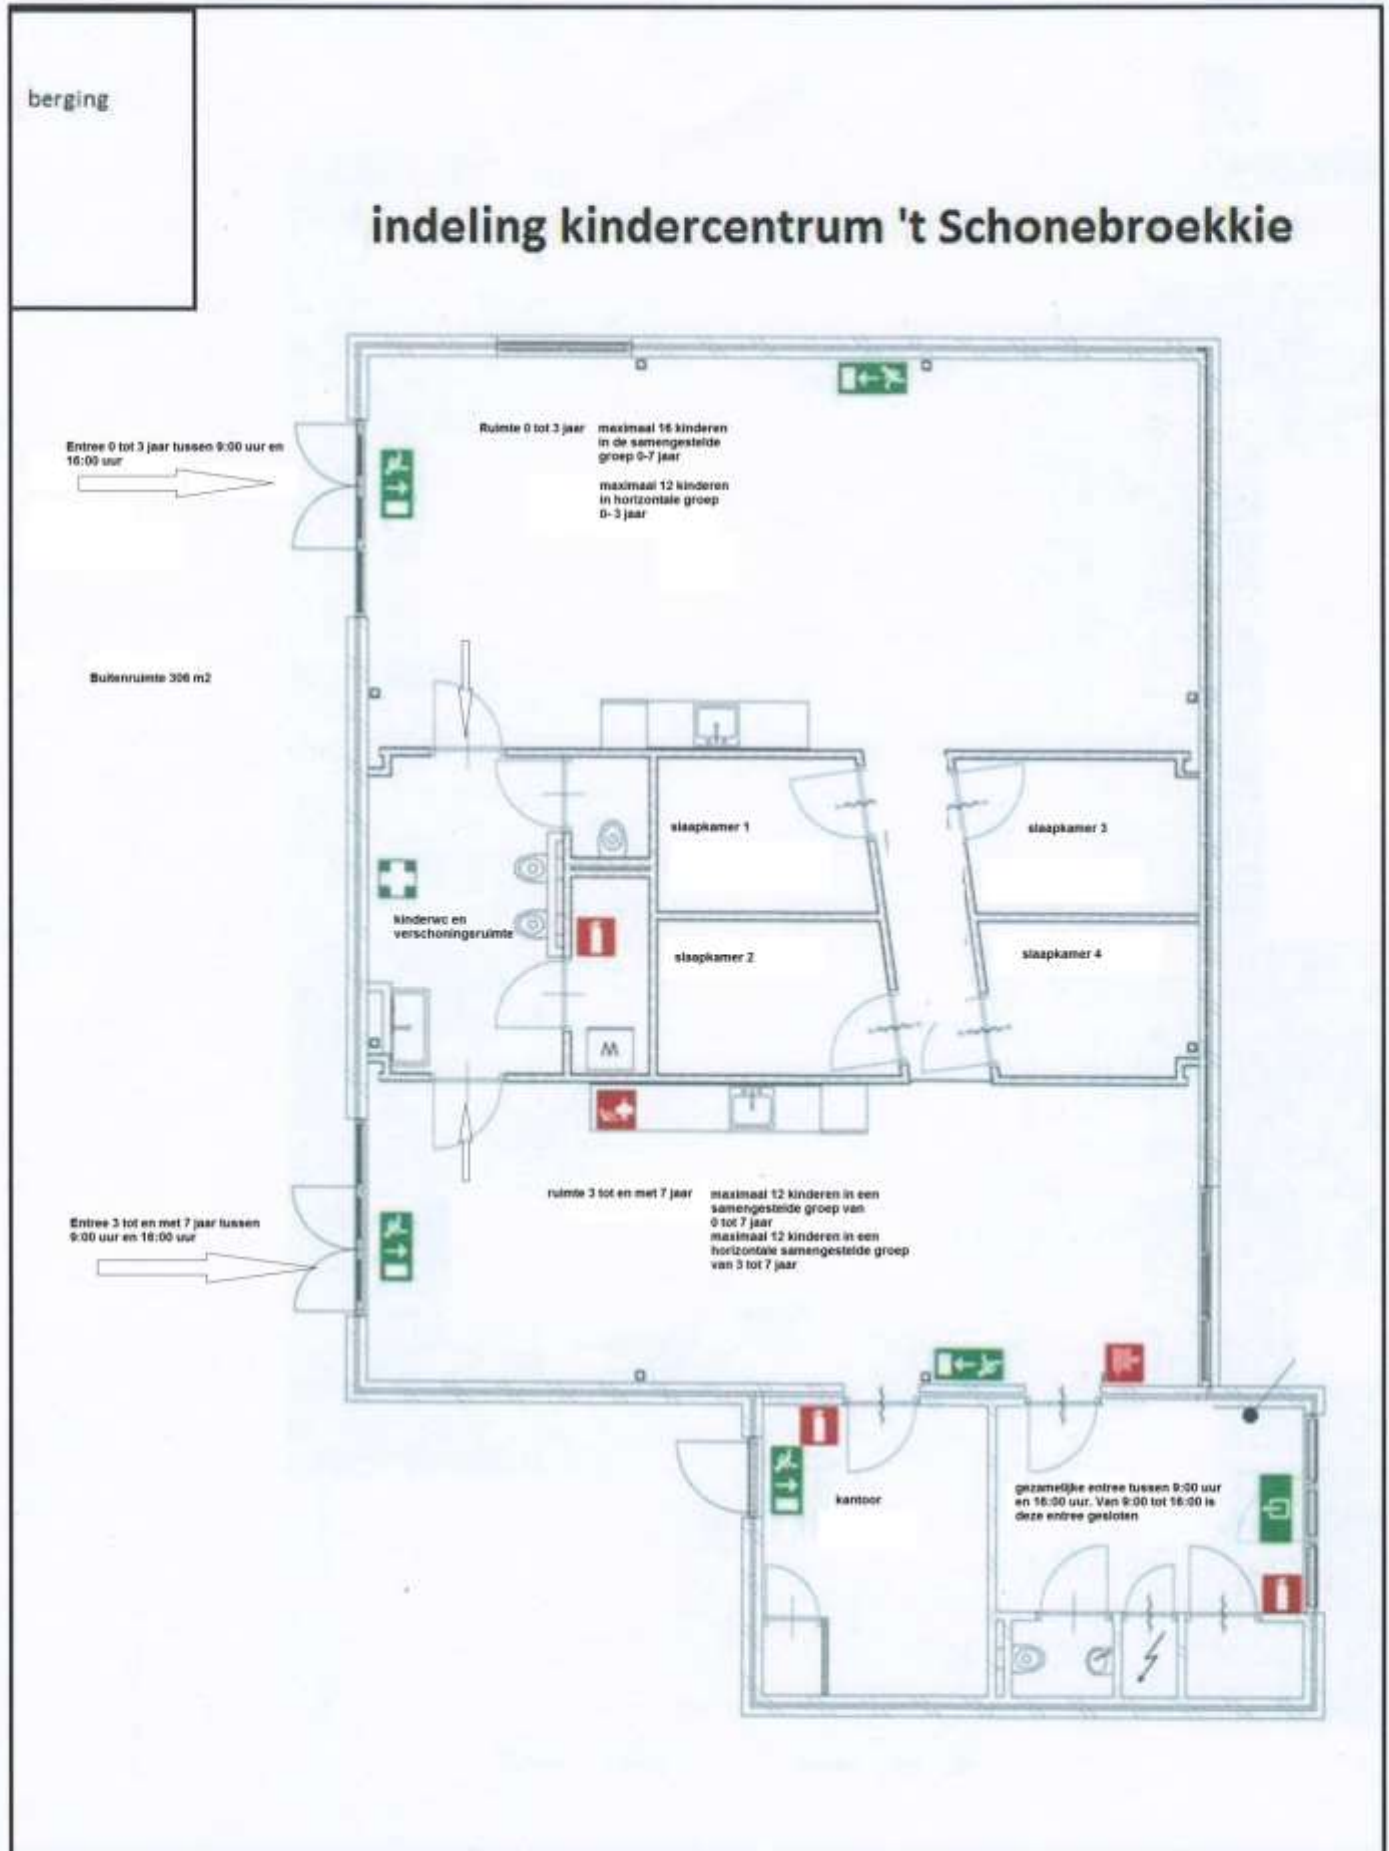 berging
indeling kindercentrum 't Schonebroekkie
Entree 0 tot 3 jaar tussen 9:00 uur en
16:00 uur
Ruimte 0 tot 3 jaar
maximaal 16 kinderen
in de samengestelde
groep 0-7 jaar
maximaal 12 kinderen
in horizontale groep
0- 3 jaar
Buitenruimte 306 m2
slaapkamer 1
slaapkamer 3
kinderwc en
verschoningsruimte
slaapkamer 2
slaapkamer 4
W
ruimte 3 tot en met 7 jaar
maximaal 12 kinderen in een
samengestelde groep van
0 tot 7 jaar
maximaal 12 kinderen in een
horizontale samengestelde groep
van 3 tot 7 jaar
Entree 3 tot en met 7 jaar tussen
9:00 uur en 16:00 uur
kantoor
gezamelijke entree tussen 9:00 uur
en 16:00 uur. Van 9:00 tot 16:00 is
deze entree gesloten